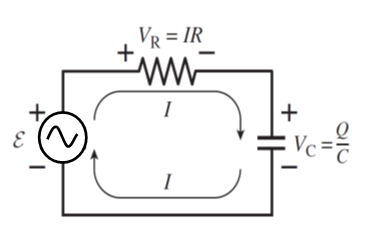 V_R = IR
+ −
+ I +
ℰ V_C = Q/C
− I −